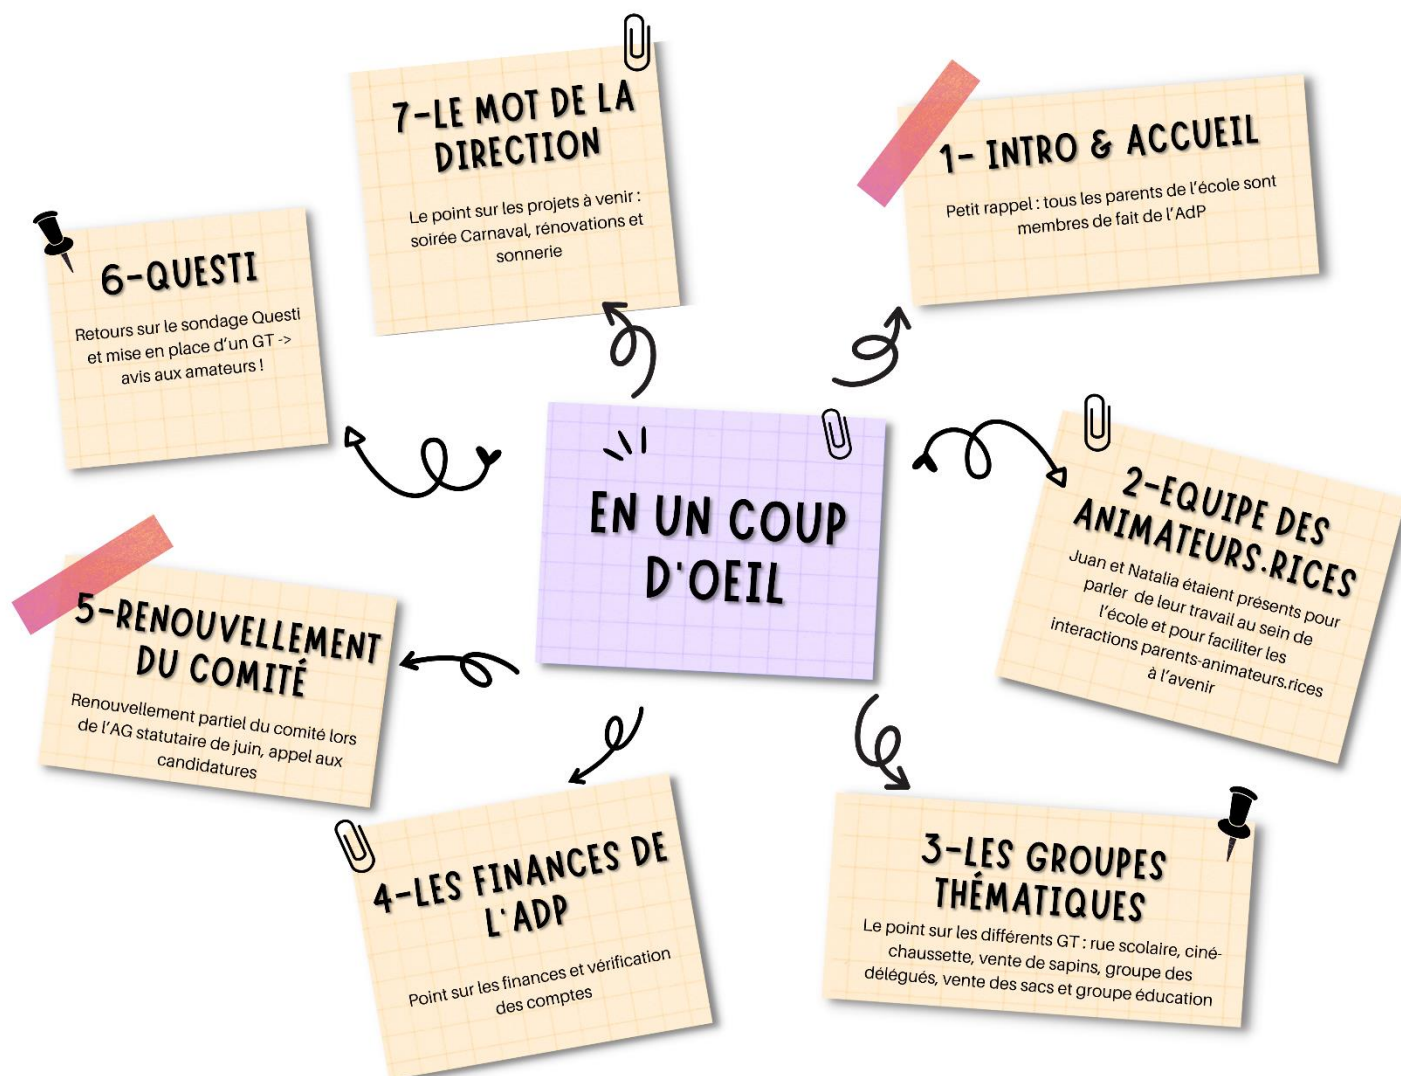 EN UN COUP
D'OEIL
1- INTRO & ACCUEIL
Petit rappel : tous les parents de l'école sont
membres de fait de l'AdP
2-EQUIPE DES
ANIMATEURS.RICES
Juan et Natalia étaient présents pour
parler de leur travail au sein de
l'école et pour faciliter les
interactions parents-animateurs.rices
à l'avenir
3-LES GROUPES
THÉMATIQUES
Le point sur les différents GT : rue scolaire, ciné-
chaussette, vente de sapins, groupe des
délégués, vente des sacs et groupe éducation
4-LES FINANCES DE
L'ADP
Point sur les finances et vérification
des comptes
5-RENOUVELLEMENT
DU COMITÉ
Renouvellement partiel du comité lors
de l'AG statutaire de juin, appel aux
candidatures
6-QUESTI
Retours sur le sondage Questi
et mise en place d'un GT ->
avis aux amateurs !
7-LE MOT DE LA
DIRECTION
Le point sur les projets à venir :
soirée Carnaval, rénovations et
sonnerie